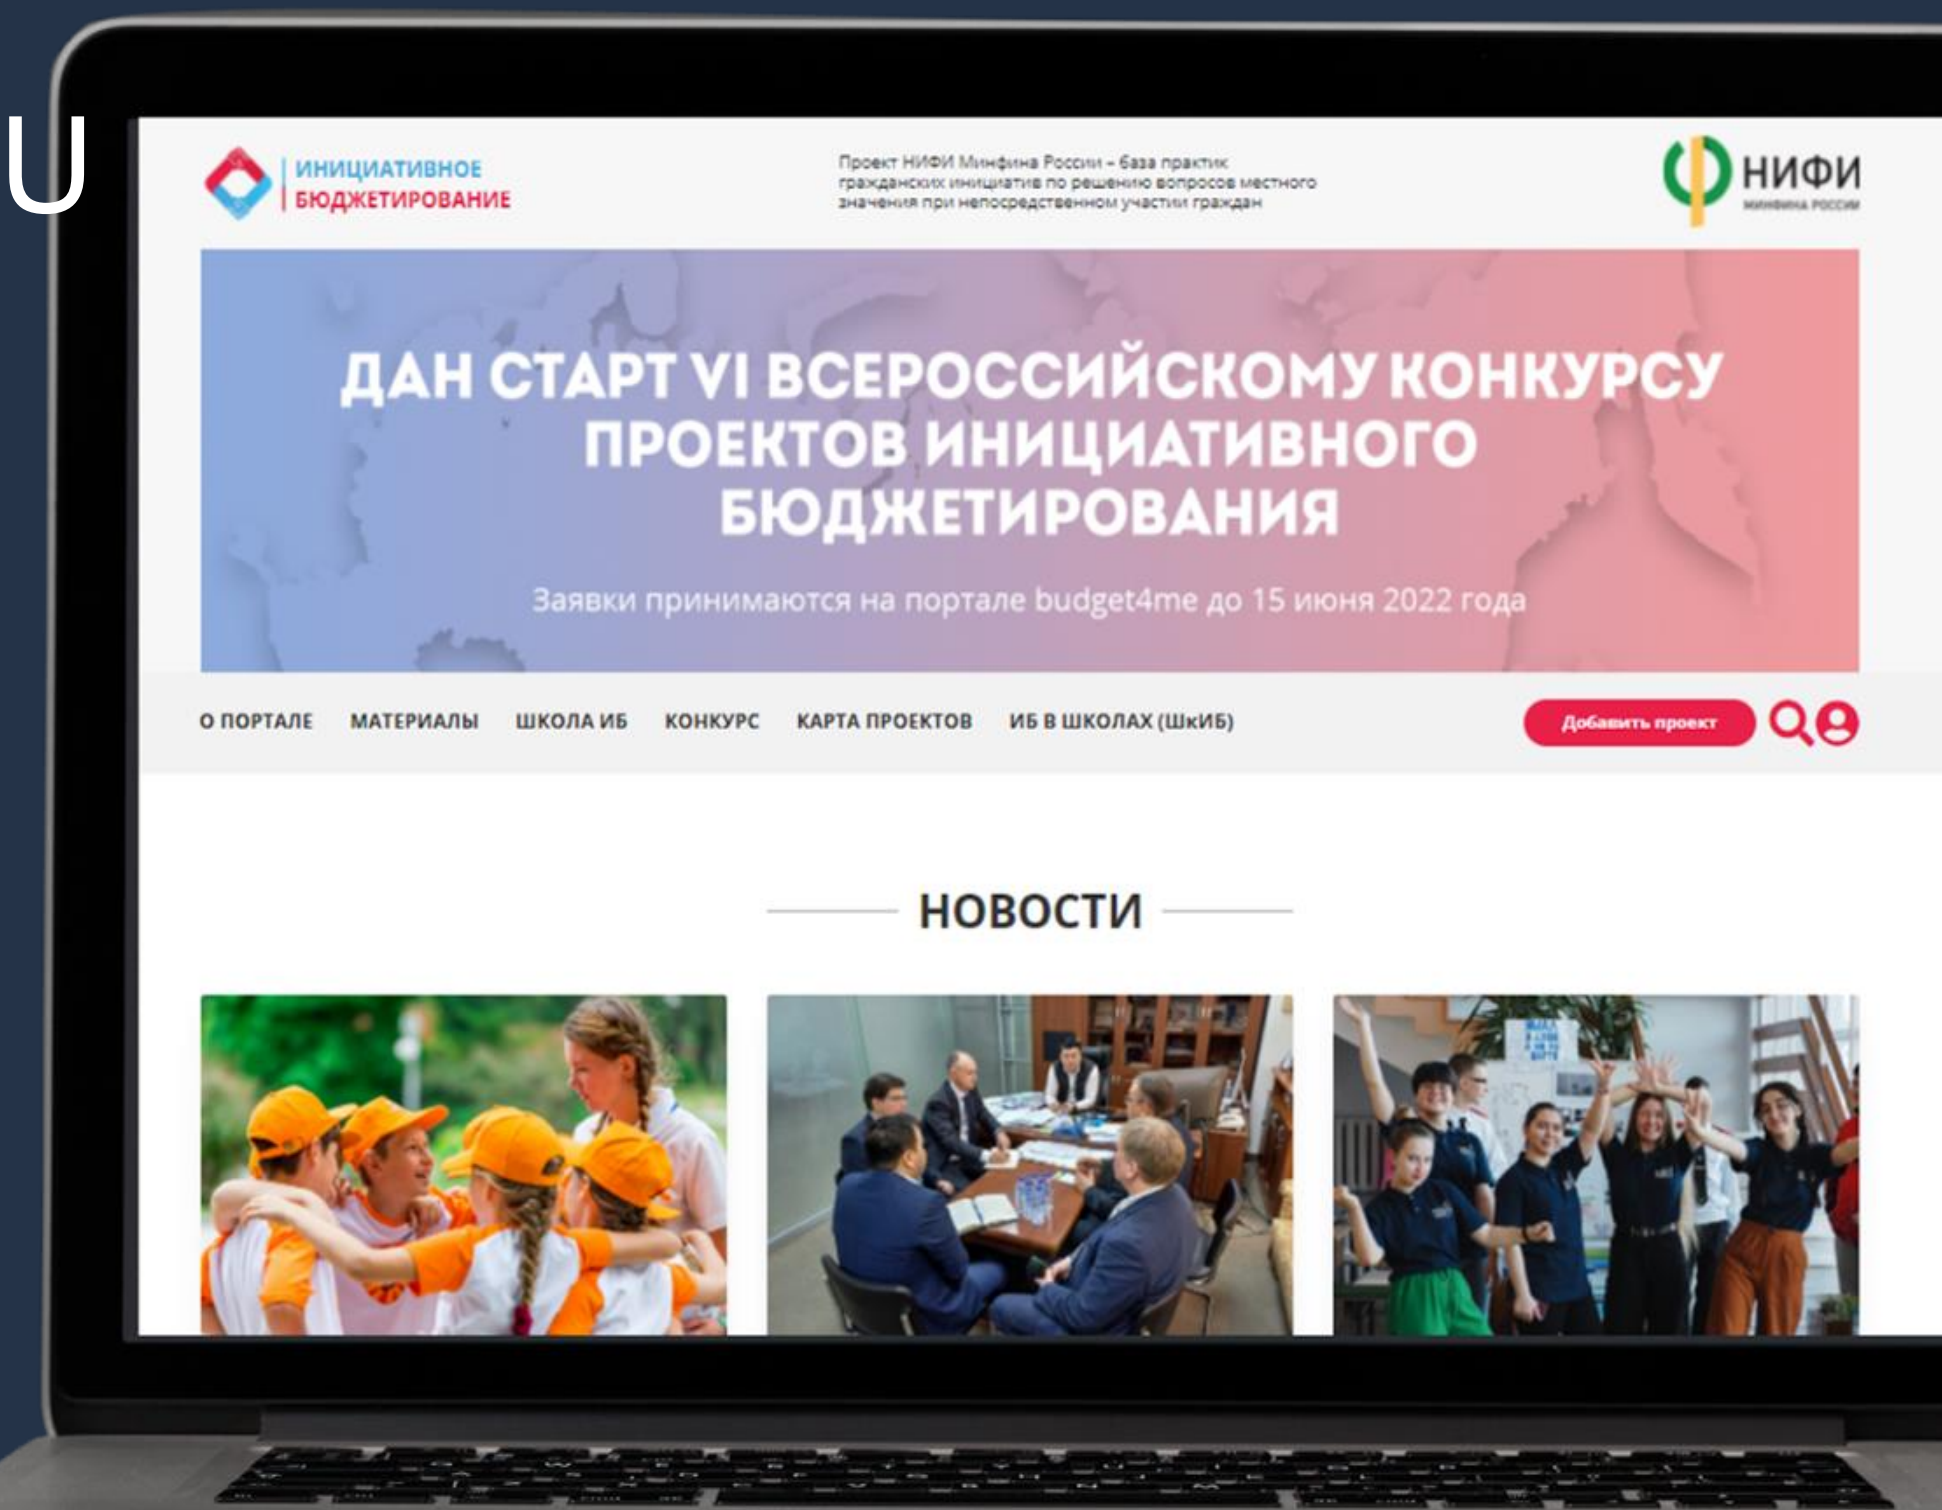 U
ИНИЦИАТИВНОЕ
БЮДЖЕТИРОВАНИЕ
Проект НИФИ Минфина России – база практик
гражданских инициатив по решению вопросов местного
значения при непосредственном участии граждан
НИФИ
МИНФИНА РОССИИ
ДАН СТАРТ VI ВСЕРОССИЙСКОМУ КОНКУРСУ
ПРОЕКТОВ ИНИЦИАТИВНОГО
БЮДЖЕТИРОВАНИЯ
Заявки принимаются на портале budget4me до 15 июня 2022 года
О ПОРТАЛЕ МАТЕРИАЛЫ ШКОЛА ИБ КОНКУРС КАРТА ПРОЕКТОВ ИБ В ШКОЛАХ (ШкИБ) Добавить проект
НОВОСТИ